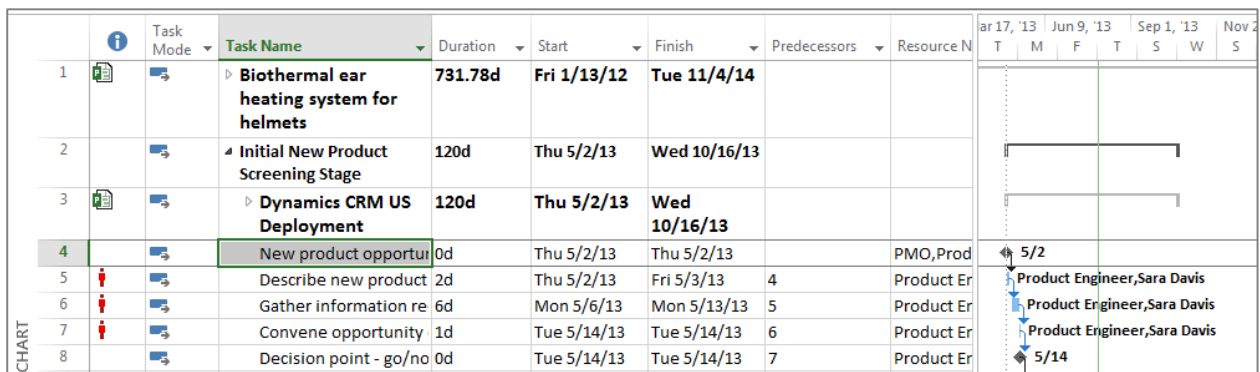 Task
Mode Task Name Duration Start Finish Predecessors Resource N
ar 17, '13 Jun 9, '13 Sep 1, '13 Nov 2
T M F T S W S
1 Biothermal ear 731.78d Fri 1/13/12 Tue 11/4/14
heating system for
helmets
2 Initial New Product 120d Thu 5/2/13 Wed 10/16/13
Screening Stage
3 Dynamics CRM US 120d Thu 5/2/13 Wed
Deployment 10/16/13
4 New product opportun 0d Thu 5/2/13 Thu 5/2/13 PMO,Prod 5/2
5 Describe new product 2d Thu 5/2/13 Fri 5/3/13 4 Product Er Product Engineer,Sara Davis
6 Gather information re 6d Mon 5/6/13 Mon 5/13/13 5 Product Er Product Engineer,Sara Davis
7 Convene opportunity 1d Tue 5/14/13 Tue 5/14/13 6 Product Er Product Engineer,Sara Davis
8 Decision point - go/no 0d Tue 5/14/13 Tue 5/14/13 7 Product Er 5/14
CHART